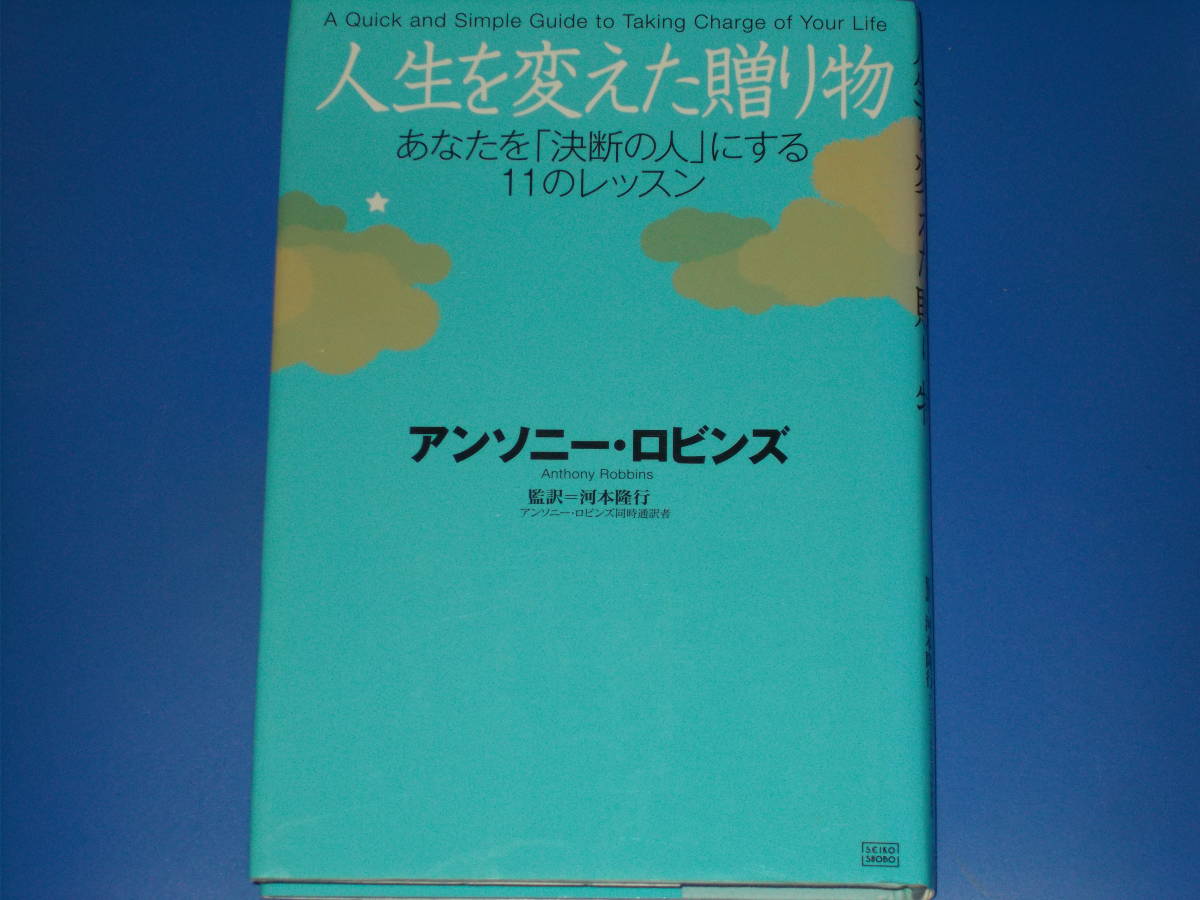 A Quick and Simple Guide to Taking Charge of Your Life
人生を変えた贈り物
あなたを「決断の人」にする
11のレッスン
アンソニー・ロビンズ
Anthony Robbins
監訳＝河本隆行
アンソニー・ロビンズ同時通訳者
SEIKO
SHOBO